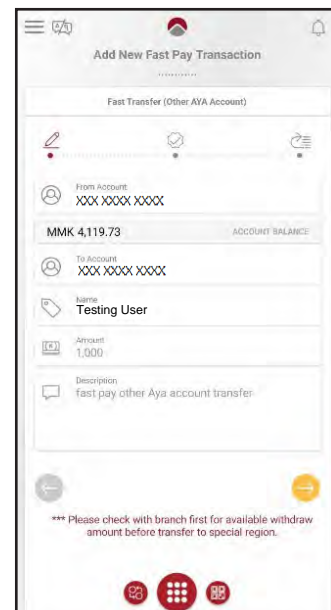 Add New Fast Pay Transaction
Fast Transfer (Other AYA Account)
From Account
XXX XXXX XXXX
MMK 4,119.73 ACCOUNT BALANCE
To Account
XXX XXXX XXXX
Name
Testing User
Amount
1,000
Description
fast pay other Aya account transfer
*** Please check with branch first for available withdraw
amount before transfer to special region.